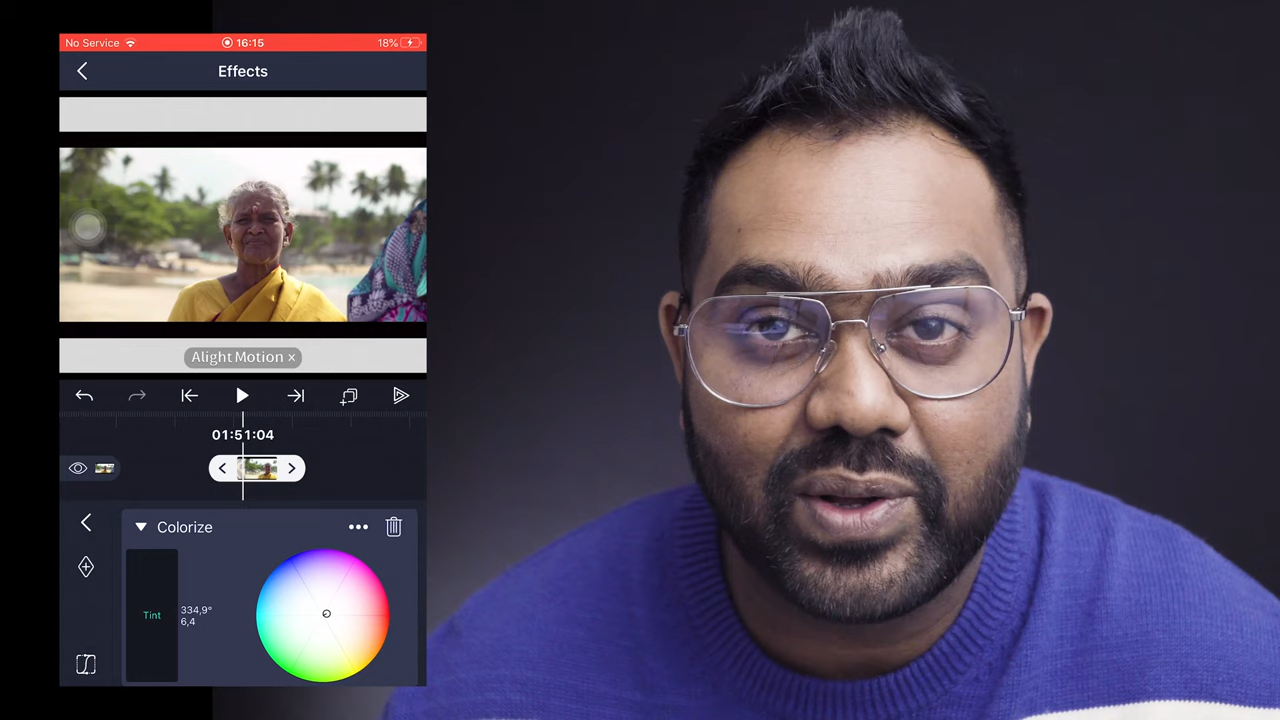 No Service 16:15 18%
Effects
Alight Motion ×
01:51:04
Colorize
Tint
334,9°
6,4